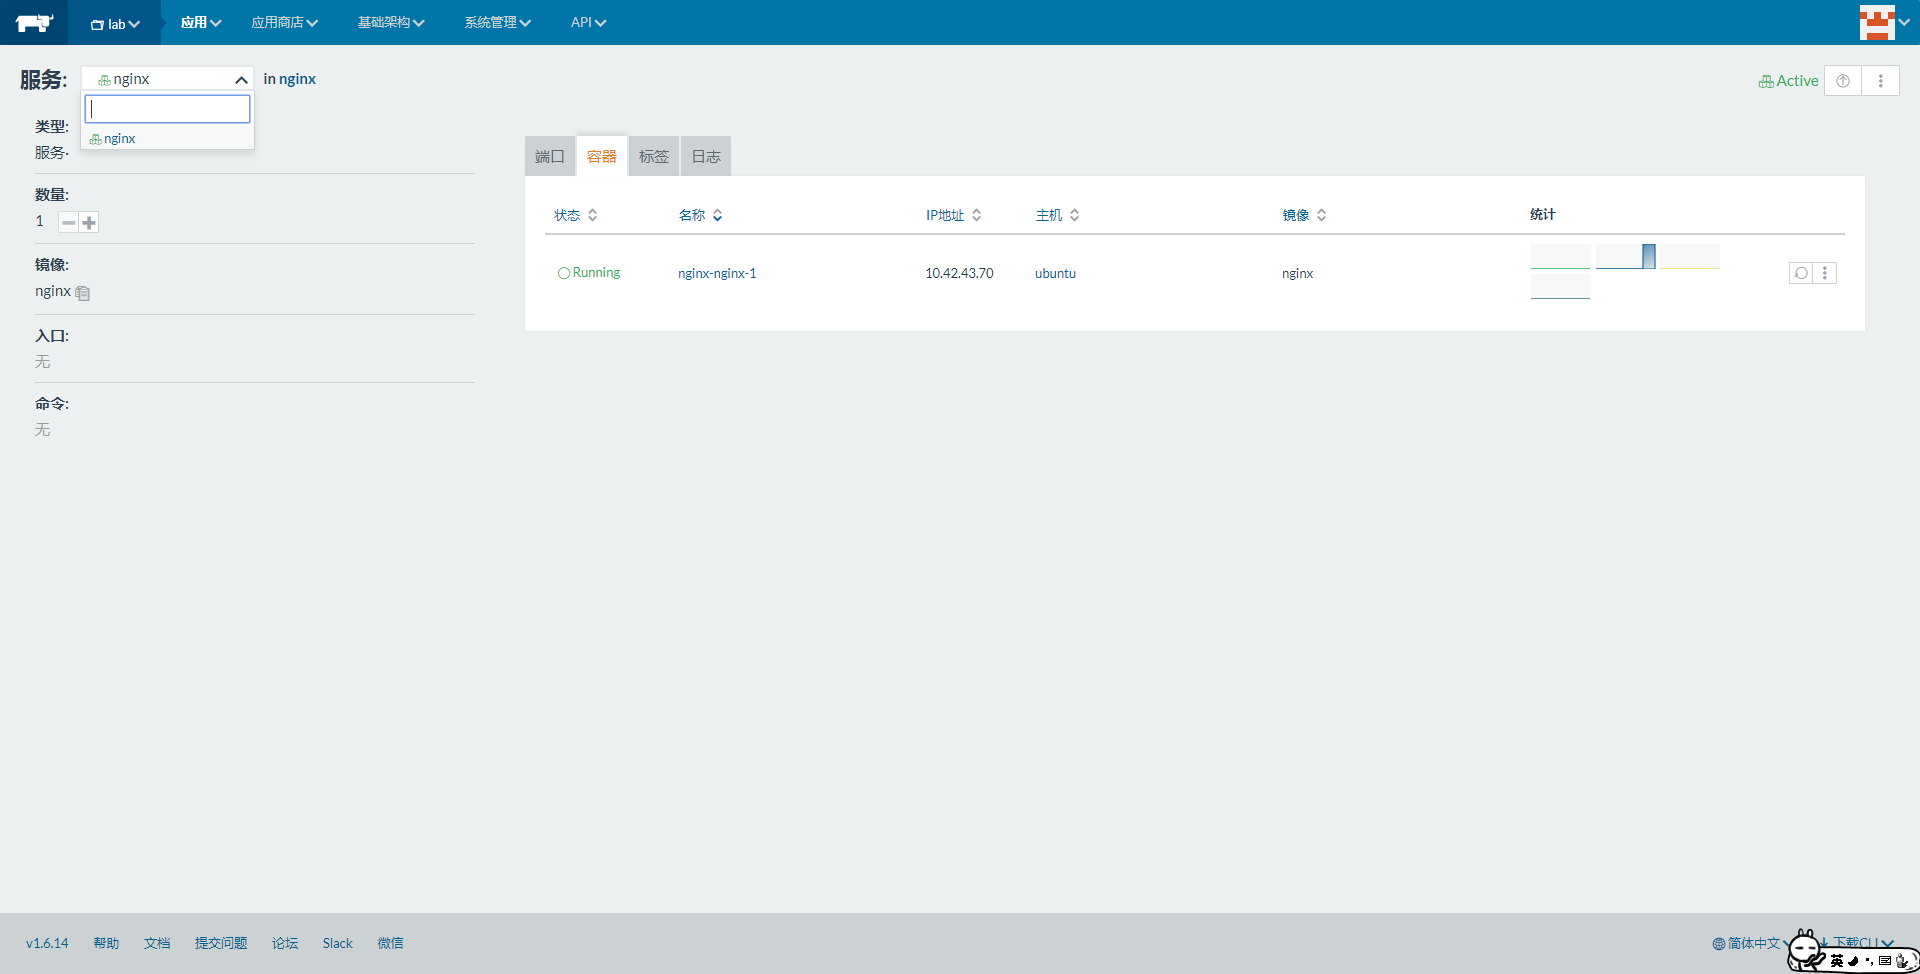 lab 应用 应用商店 基础架构 系统管理 API
服务: nginx in nginx
Active
nginx
类型:
服务
数量:
1
镜像:
nginx
入口:
无
命令:
无
端口 容器 标签 日志
状态 名称 IP地址 主机 镜像 统计
Running nginx-nginx-1 10.42.43.70 ubuntu nginx
v1.6.14 帮助 文档 提交问题 论坛 Slack 微信
简体中文 下载CLI
英